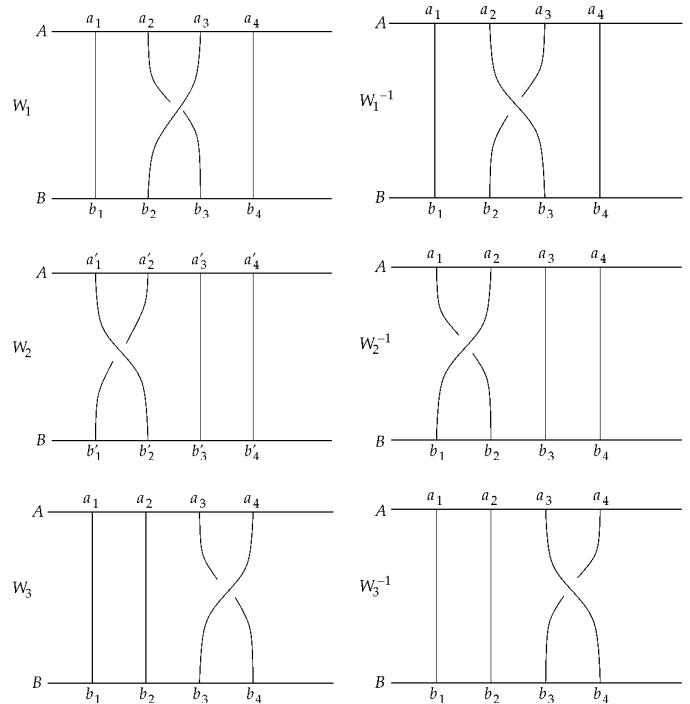 a₁ a₂ a₃ a₄
A
W₁
B
b₁ b₂ b₃ b₄
a₁ a₂ a₃ a₄
A
W₁⁻¹
B
b₁ b₂ b₃ b₄
a′₁ a′₂ a′₃ a′₄
A
W₂
B
b′₁ b′₂ b′₃ b′₄
a₁ a₂ a₃ a₄
A
W₂⁻¹
B
b₁ b₂ b₃ b₄
a₁ a₂ a₃ a₄
A
W₃
B
b₁ b₂ b₃ b₄
a₁ a₂ a₃ a₄
A
W₃⁻¹
B
b₁ b₂ b₃ b₄